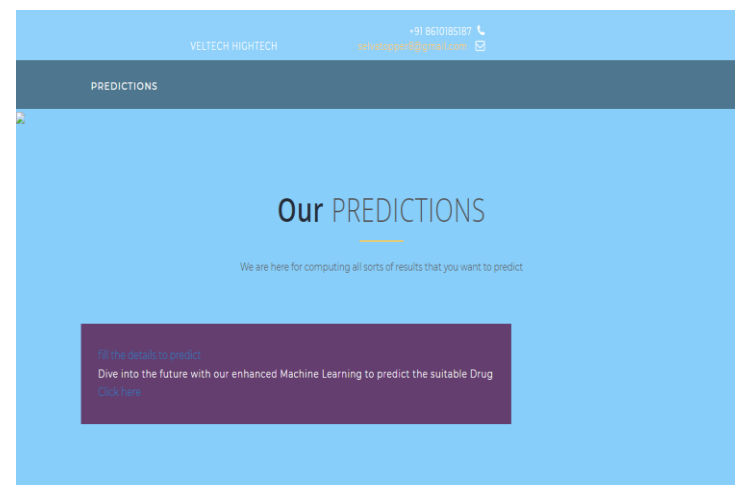 +91 8610185187
VELTECH HIGHTECH
PREDICTIONS
Our PREDICTIONS
We are here for computing all sorts of results that you want to predict
fill the details to predict
Dive into the future with our enhanced Machine Learning to predict the suitable Drug
Click here